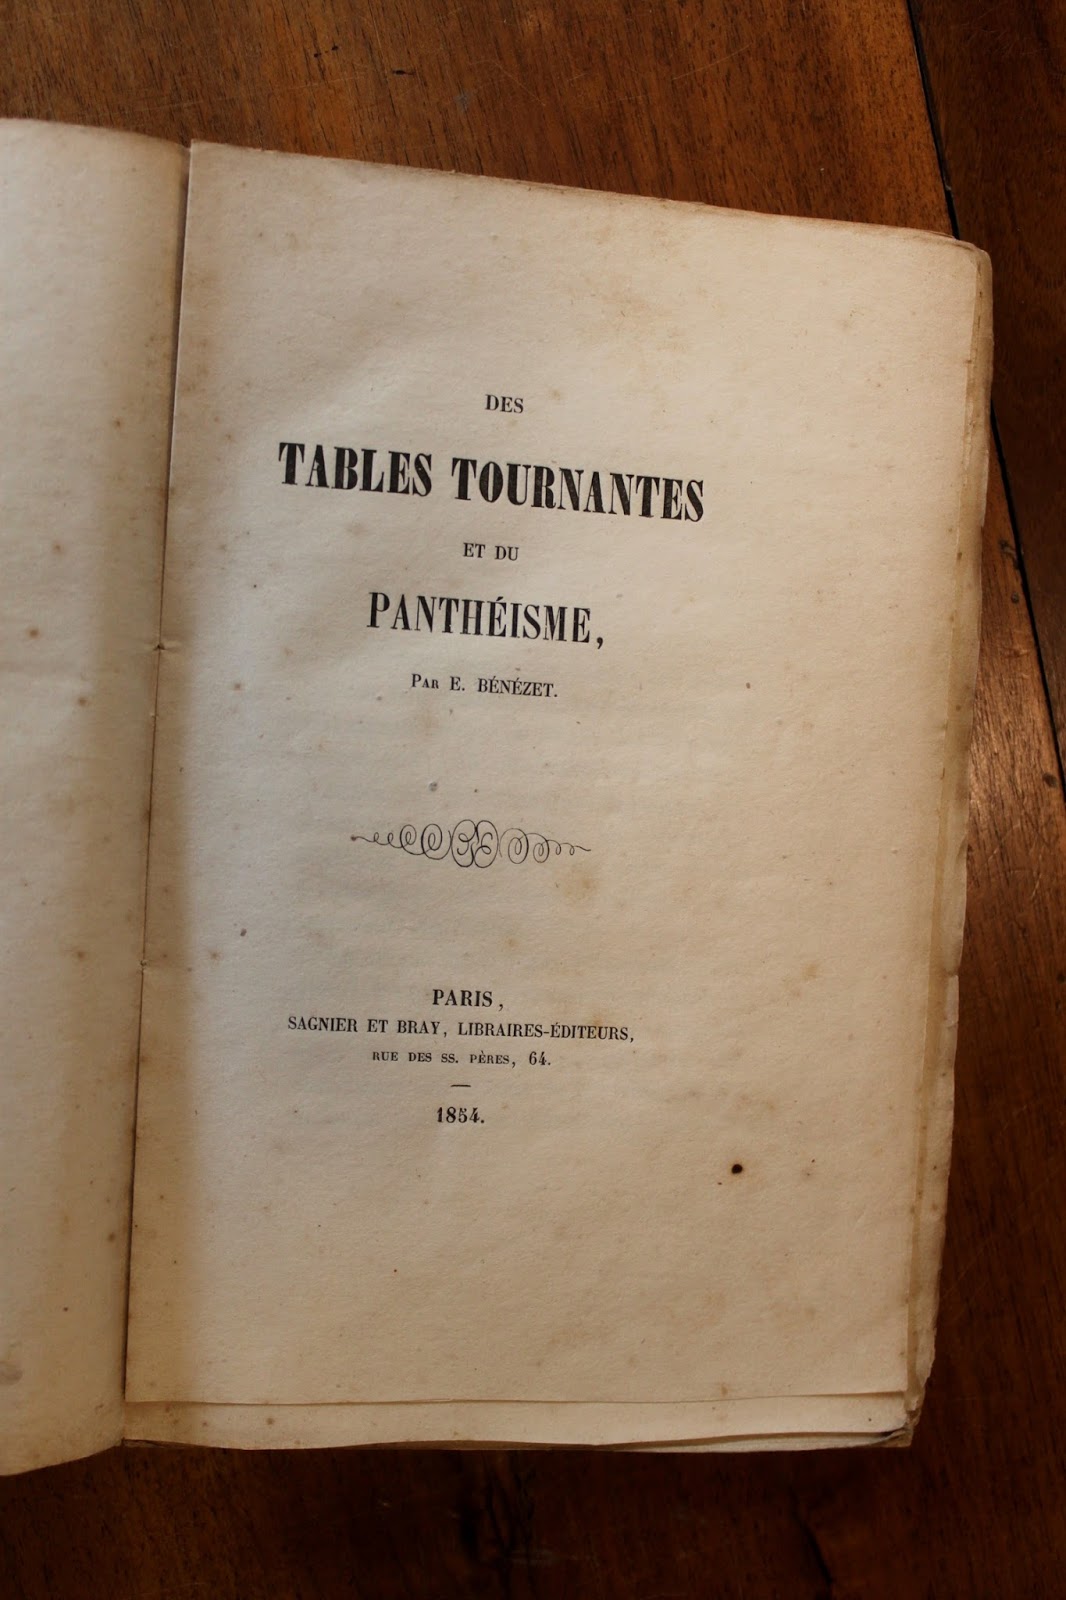 DES
TABLES TOURNANTES
ET DU
PANTHÉISME,
PAR E. BÉNÉZET.
PARIS,
SAGNIER ET BRAY, LIBRAIRES-ÉDITEURS,
RUE DES SS. PÈRES, 64.
1854.